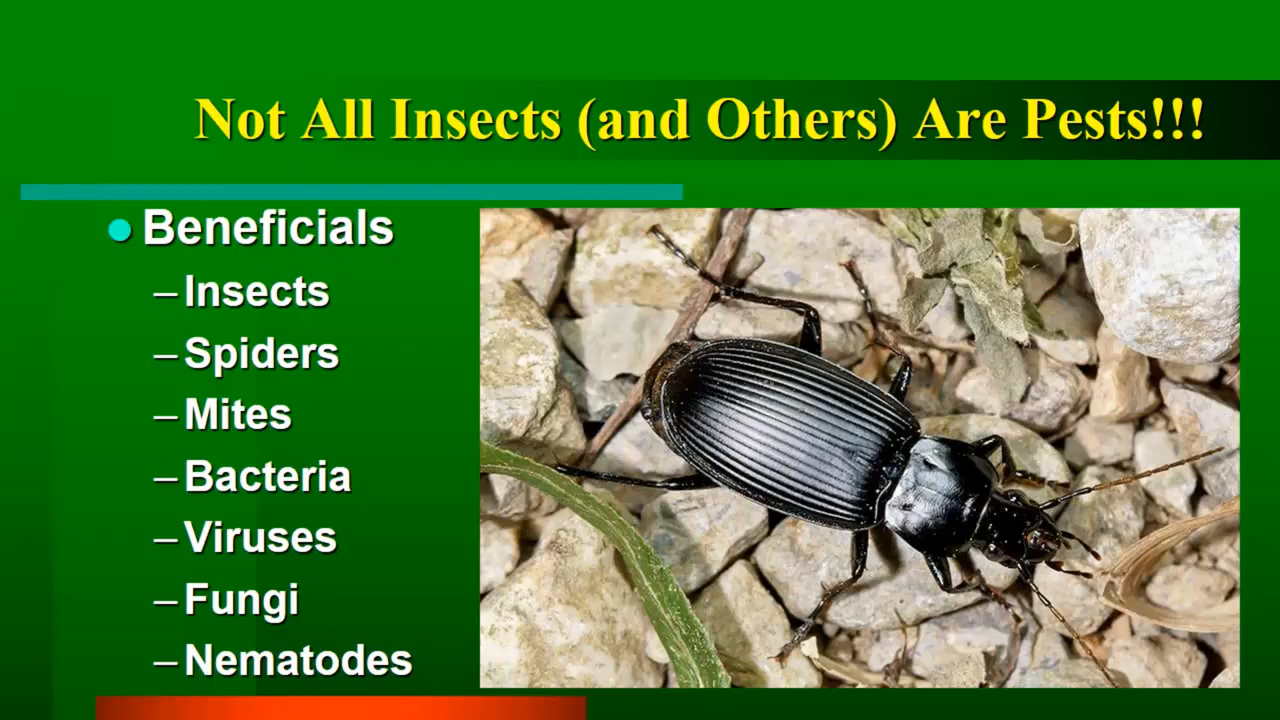 Not All Insects (and Others) Are Pests!!!
Beneficials
– Insects
– Spiders
– Mites
– Bacteria
– Viruses
– Fungi
– Nematodes